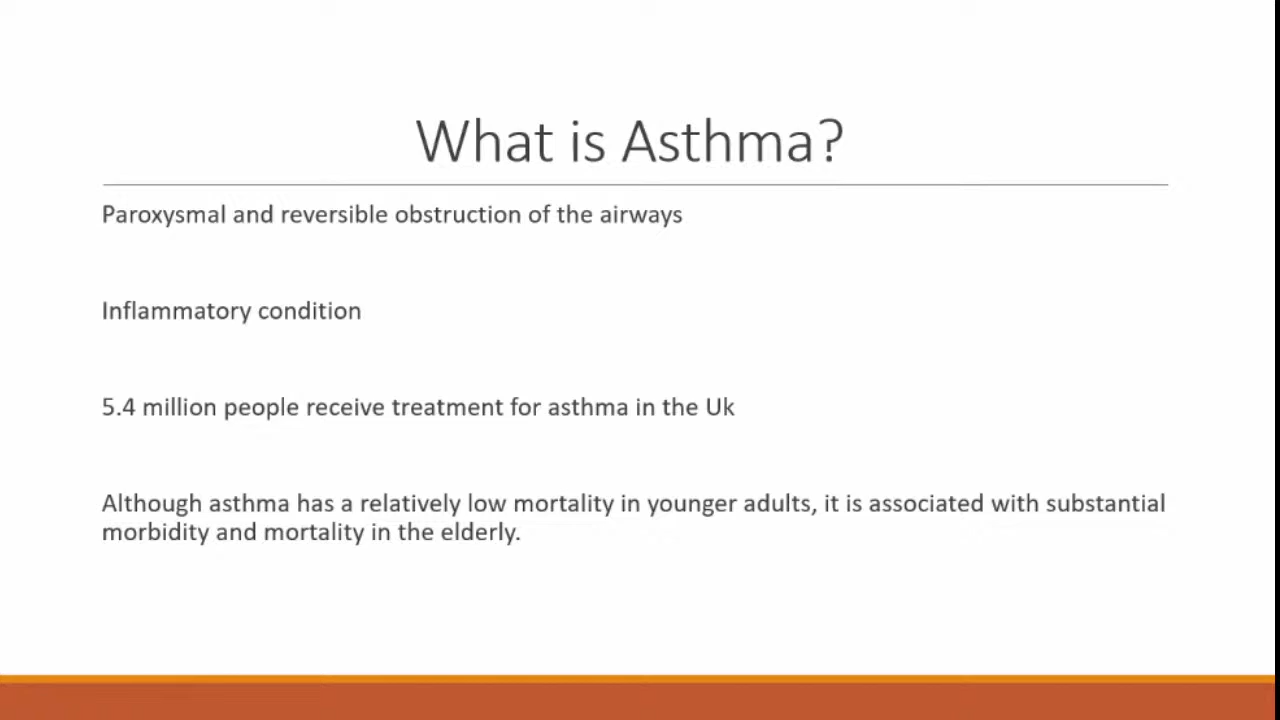 What is Asthma?
Paroxysmal and reversible obstruction of the airways
Inflammatory condition
5.4 million people receive treatment for asthma in the Uk
Although asthma has a relatively low mortality in younger adults, it is associated with substantial
morbidity and mortality in the elderly.